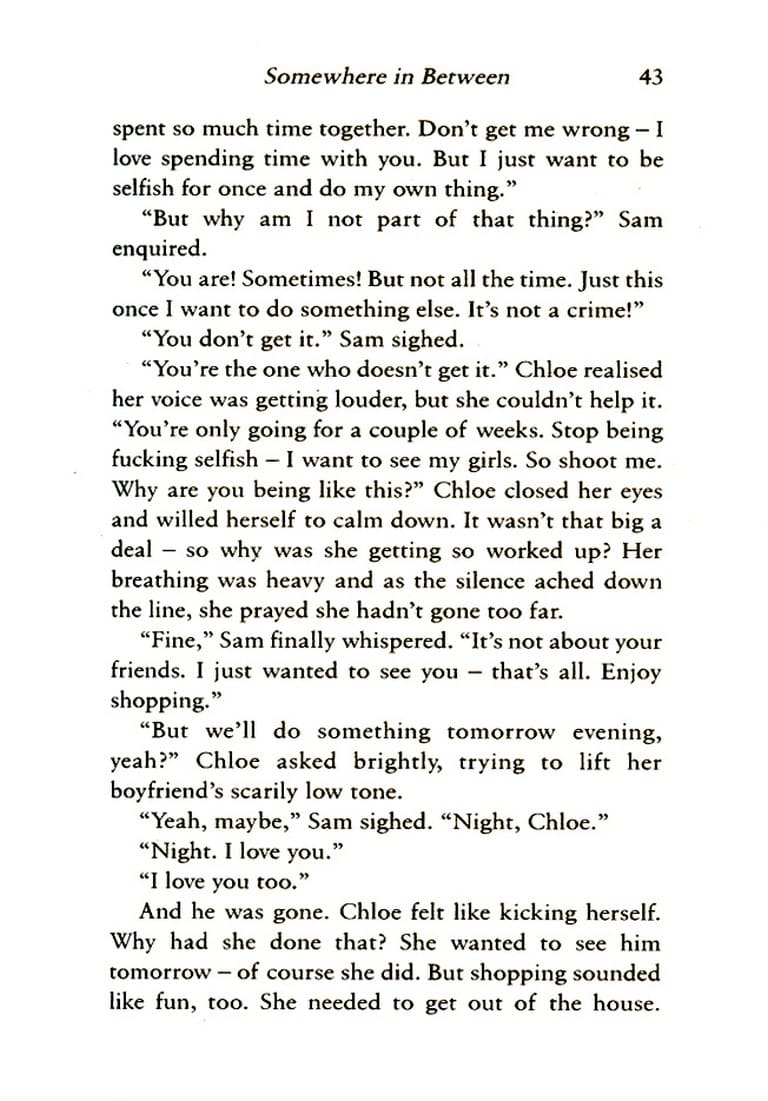 Somewhere in Between 43
spent so much time together. Don’t get me wrong – I
love spending time with you. But I just want to be
selfish for once and do my own thing.”
“But why am I not part of that thing?” Sam
enquired.
“You are! Sometimes! But not all the time. Just this
once I want to do something else. It’s not a crime!”
“You don’t get it.” Sam sighed.
“You’re the one who doesn’t get it.” Chloe realised
her voice was getting louder, but she couldn’t help it.
“You’re only going for a couple of weeks. Stop being
fucking selfish – I want to see my girls. So shoot me.
Why are you being like this?” Chloe closed her eyes
and willed herself to calm down. It wasn’t that big a
deal – so why was she getting so worked up? Her
breathing was heavy and as the silence ached down
the line, she prayed she hadn’t gone too far.
“Fine,” Sam finally whispered. “It’s not about your
friends. I just wanted to see you – that’s all. Enjoy
shopping.”
“But we’ll do something tomorrow evening,
yeah?” Chloe asked brightly, trying to lift her
boyfriend’s scarily low tone.
“Yeah, maybe,” Sam sighed. “Night, Chloe.”
“Night. I love you.”
“I love you too.”
And he was gone. Chloe felt like kicking herself.
Why had she done that? She wanted to see him
tomorrow – of course she did. But shopping sounded
like fun, too. She needed to get out of the house.